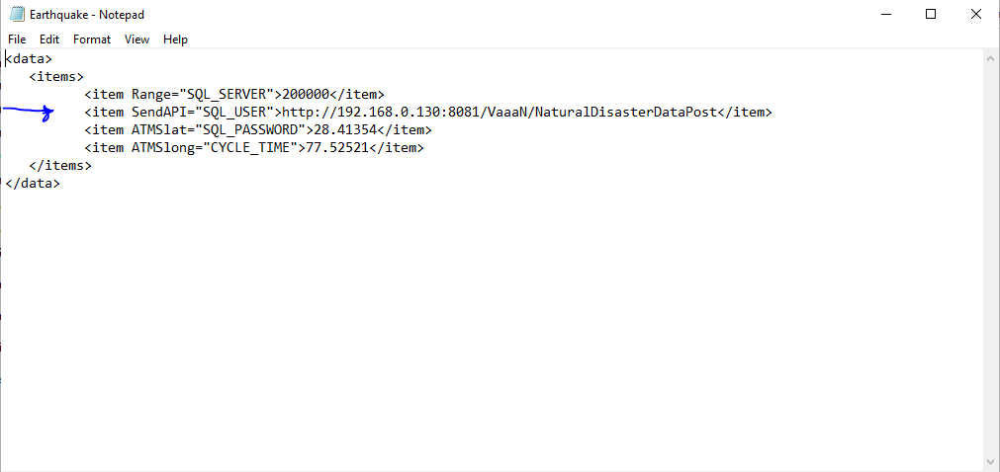 Earthquake - Notepad
File Edit Format View Help
<data>
<items>
<item Range="SQL_SERVER">200000</item>
<item SendAPI="SQL_USER">http://192.168.0.130:8081/VaaaN/NaturalDisasterDataPost</item>
<item ATMSlat="SQL_PASSWORD">28.41354</item>
<item ATMSlong="CYCLE_TIME">77.52521</item>
</items>
</data>